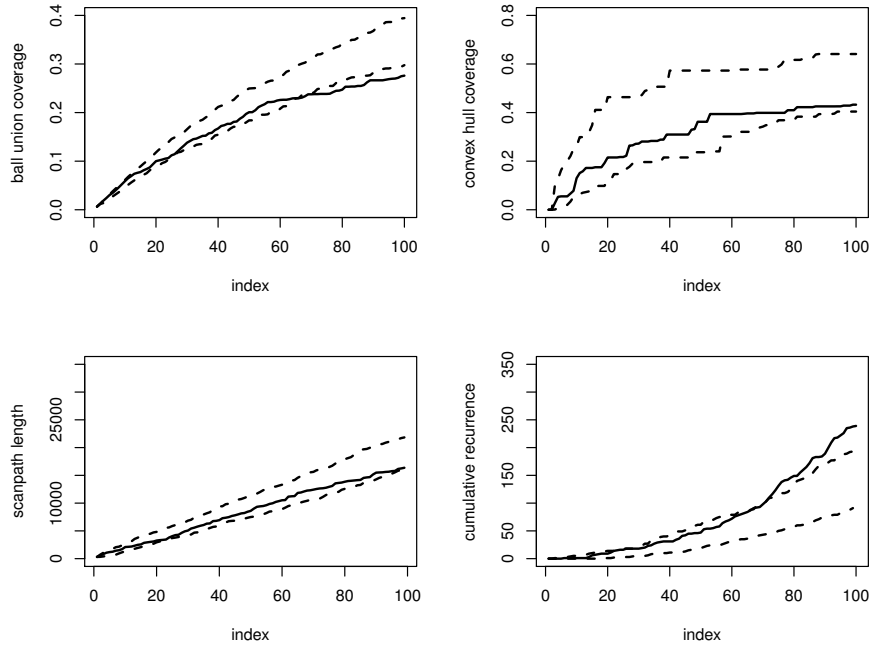 ball union coverage
0.0 0.1 0.2 0.3 0.4
0 20 40 60 80 100
index
convex hull coverage
0.0 0.2 0.4 0.6 0.8
0 20 40 60 80 100
index
scanpath length
0 10000 25000
0 20 40 60 80 100
index
cumulative recurrence
0 50 150 250 350
0 20 40 60 80 100
index